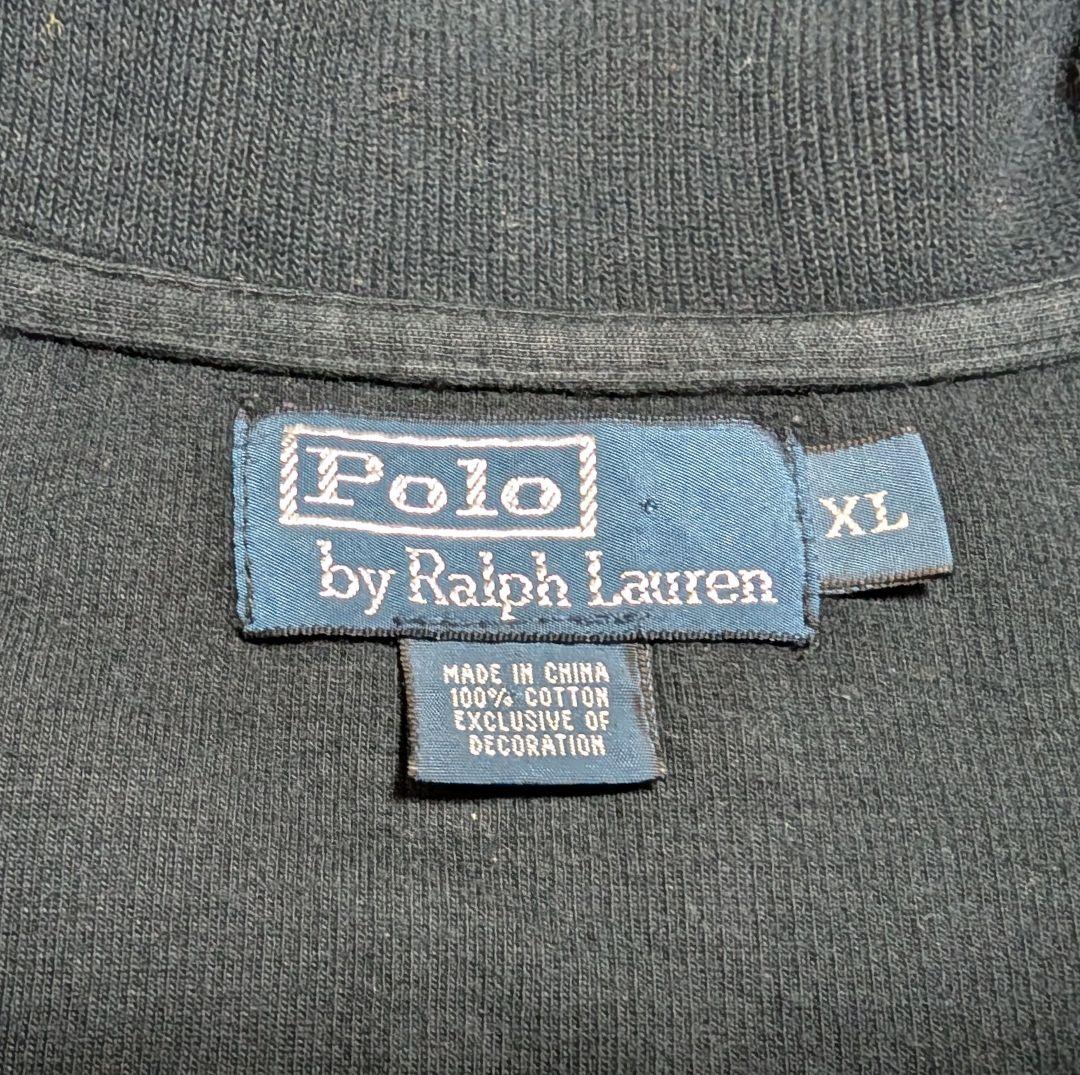 Polo
by Ralph Lauren
XL
MADE IN CHINA
100% COTTON
EXCLUSIVE OF
DECORATION